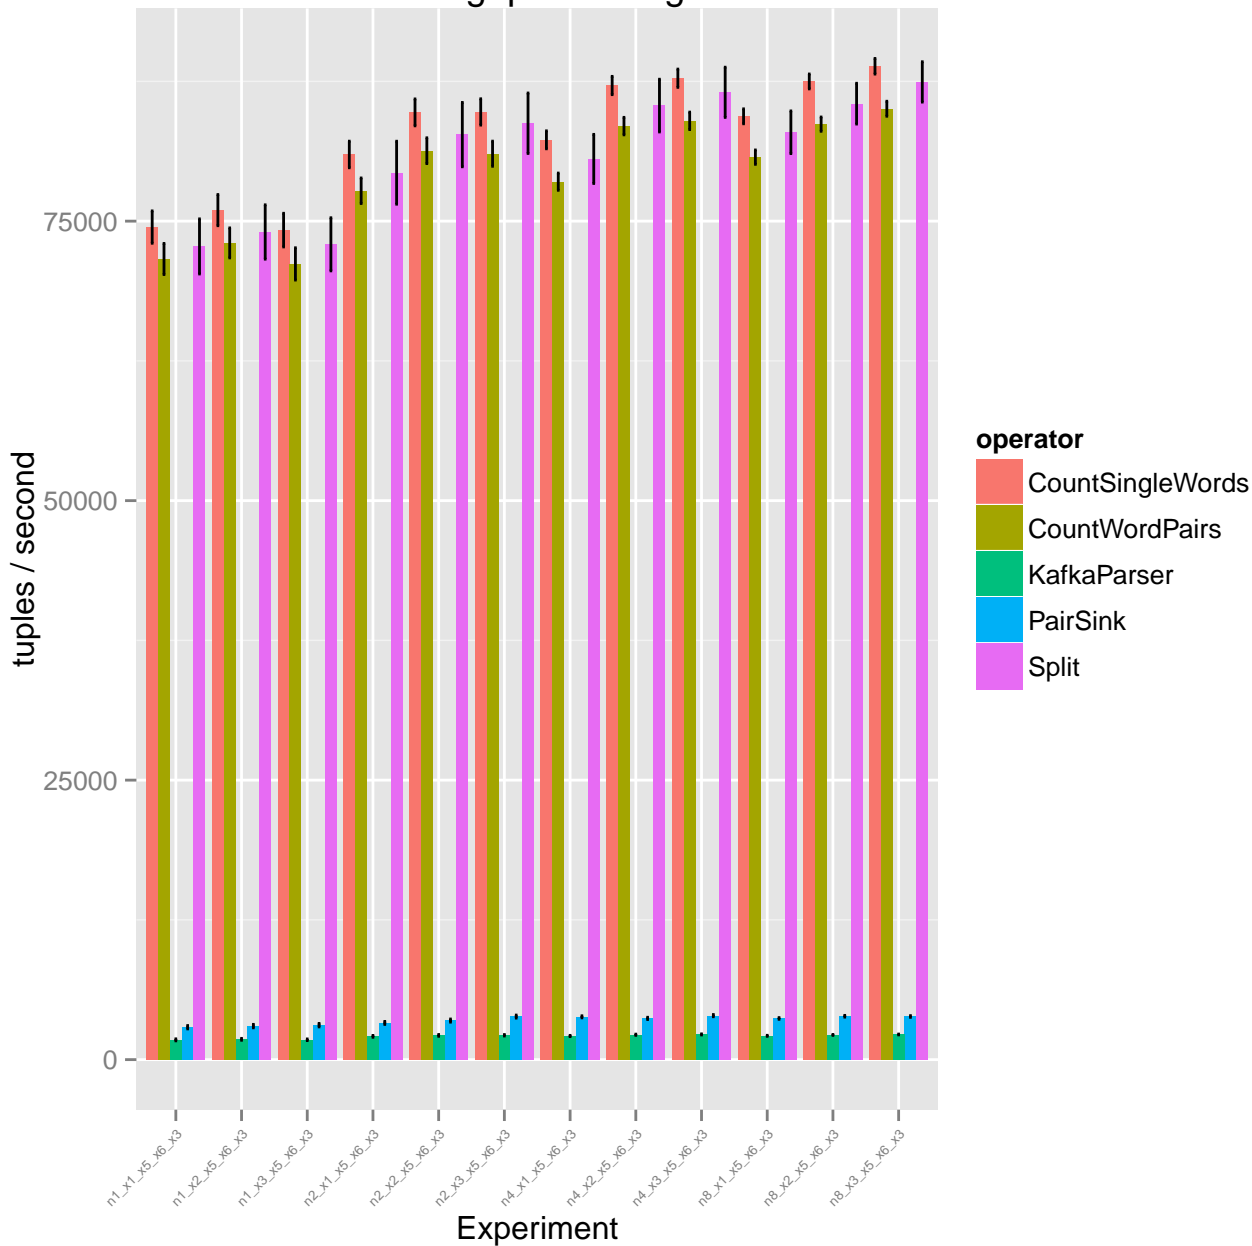 75000
50000
25000
0
tuples / second
n1_x1_x5_x6_x3
n1_x2_x5_x6_x3
n1_x3_x5_x6_x3
n2_x1_x5_x6_x3
n2_x2_x5_x6_x3
n2_x3_x5_x6_x3
n4_x1_x5_x6_x3
n4_x2_x5_x6_x3
n4_x3_x5_x6_x3
n8_x1_x5_x6_x3
n8_x2_x5_x6_x3
n8_x3_x5_x6_x3
Experiment
operator
CountSingleWords
CountWordPairs
KafkaParser
PairSink
Split